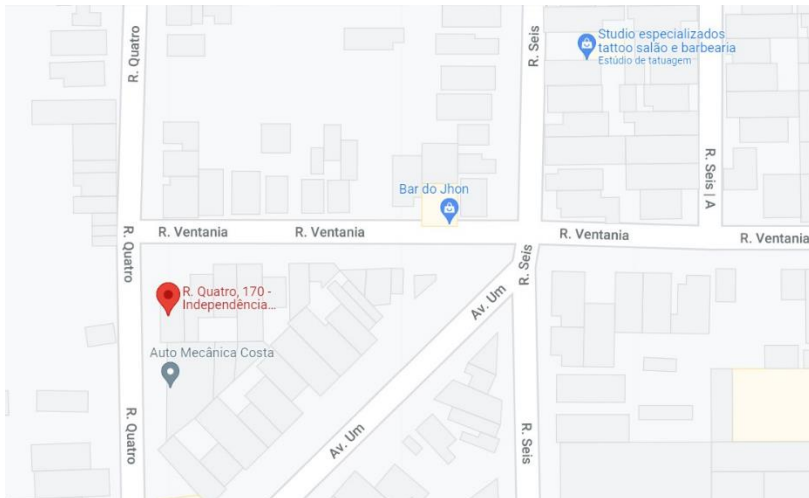 R. Quatro
R. Seis
Studio especializados
tattoo salão e barbearia
Estúdio de tatuagem
R. Seis | A
Bar do Jhon
R. Quatro
R. Ventania
R. Ventania
R. Ventania
R. Ventania
R. Seis
R. Quatro, 170 -
Independência...
Av. Um
Auto Mecânica Costa
R. Quatro
Av. Um
R. Seis